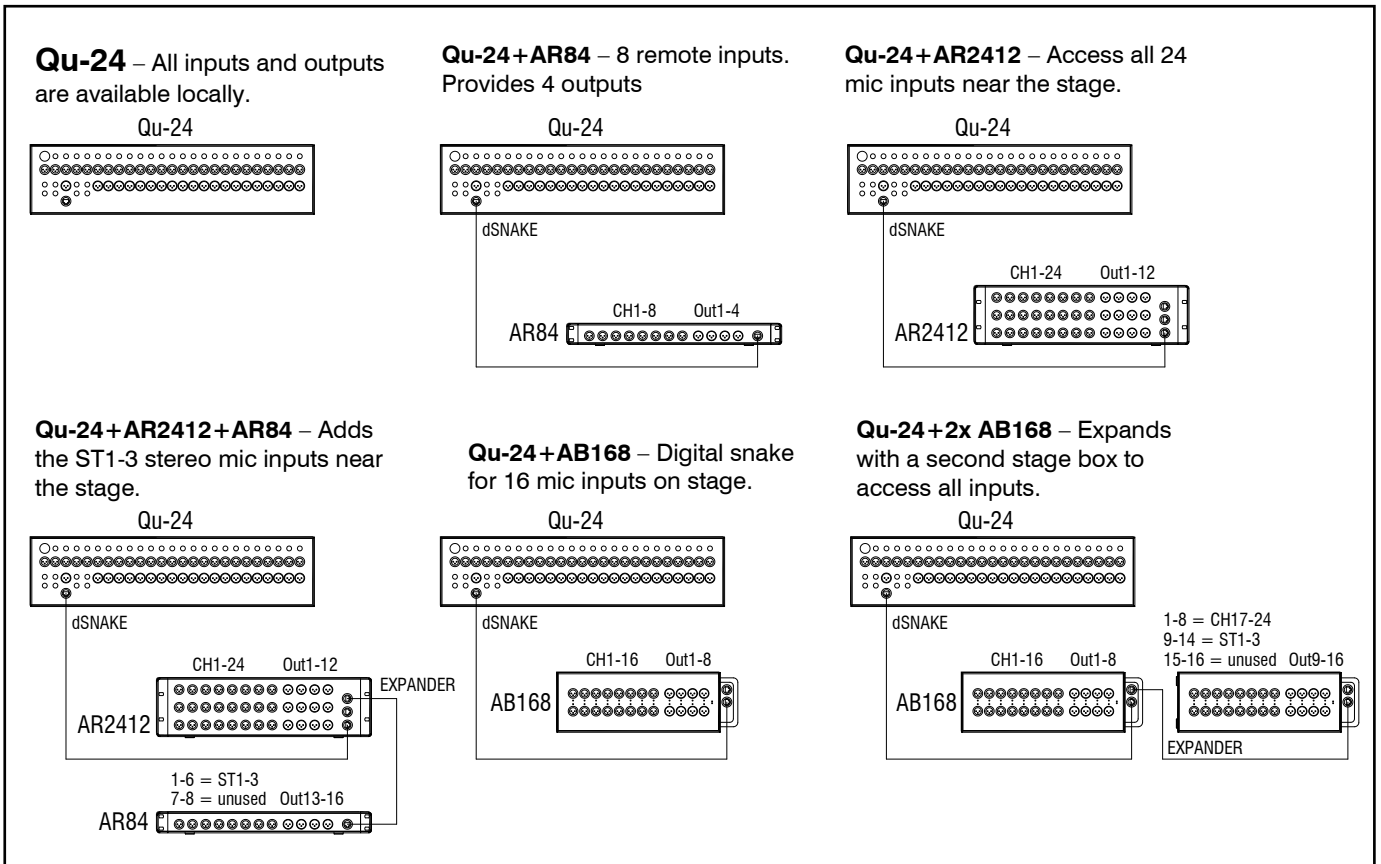 Qu-24 – All inputs and outputs
are available locally.
Qu-24
Qu-24+AR84 – 8 remote inputs.
Provides 4 outputs
Qu-24
dSNAKE
CH1-8 Out1-4
AR84
Qu-24+AR2412 – Access all 24
mic inputs near the stage.
Qu-24
dSNAKE
CH1-24 Out1-12
AR2412
Qu-24+AR2412+AR84 – Adds
the ST1-3 stereo mic inputs near
the stage.
Qu-24
dSNAKE
CH1-24 Out1-12
EXPANDER
AR2412
1-6 = ST1-3
7-8 = unused Out13-16
AR84
Qu-24+AB168 – Digital snake
for 16 mic inputs on stage.
Qu-24
dSNAKE
CH1-16 Out1-8
AB168
Qu-24+2x AB168 – Expands
with a second stage box to
access all inputs.
Qu-24
dSNAKE
CH1-16 Out1-8
AB168
1-8 = CH17-24
9-14 = ST1-3
15-16 = unused Out9-16
EXPANDER